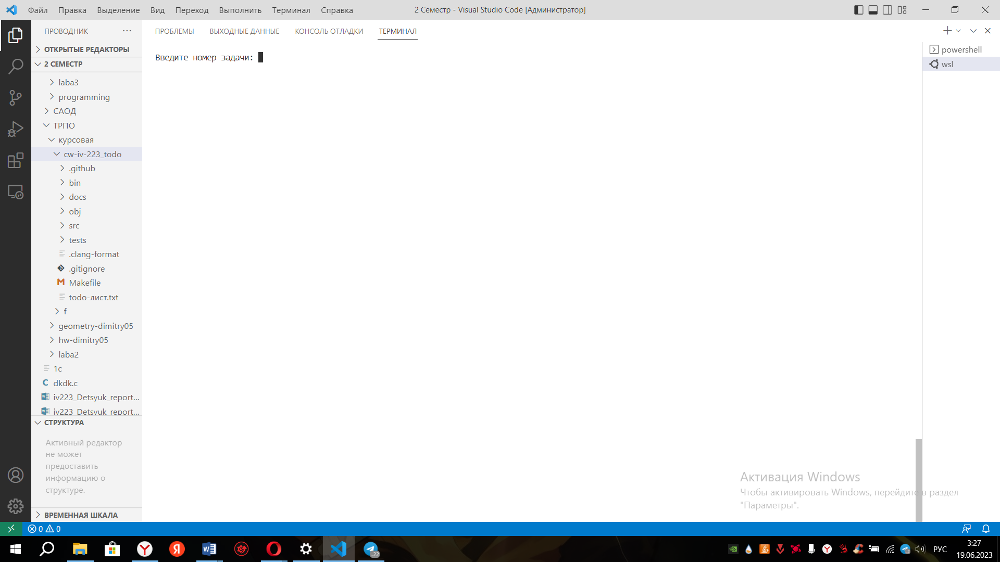 Файл Правка Выделение Вид Переход Выполнить Терминал Справка
2 Семестр - Visual Studio Code [Администратор]
ПРОВОДНИК
ОТКРЫТЫЕ РЕДАКТОРЫ
2 СЕМЕСТР
laba3
programming
САОД
ТРПО
курсовая
cw-iv-223_todo
.github
bin
docs
obj
src
tests
.clang-format
.gitignore
Makefile
todo-лист.txt
f
geometry-dimitry05
hw-dimitry05
laba2
1c
dkdk.c
iv223_Detsyuk_report...
iv223_Detsyuk_report...
СТРУКТУРА
Активный редактор
не может
предоставить
информацию о
структуре.
ВРЕМЕННАЯ ШКАЛА
ПРОБЛЕМЫ ВЫХОДНЫЕ ДАННЫЕ КОНСОЛЬ ОТЛАДКИ ТЕРМИНАЛ
Введите номер задачи:
powershell
wsl
Активация Windows
Чтобы активировать Windows, перейдите в раздел
"Параметры".
0 0
22
РУС
3:27
19.06.2023